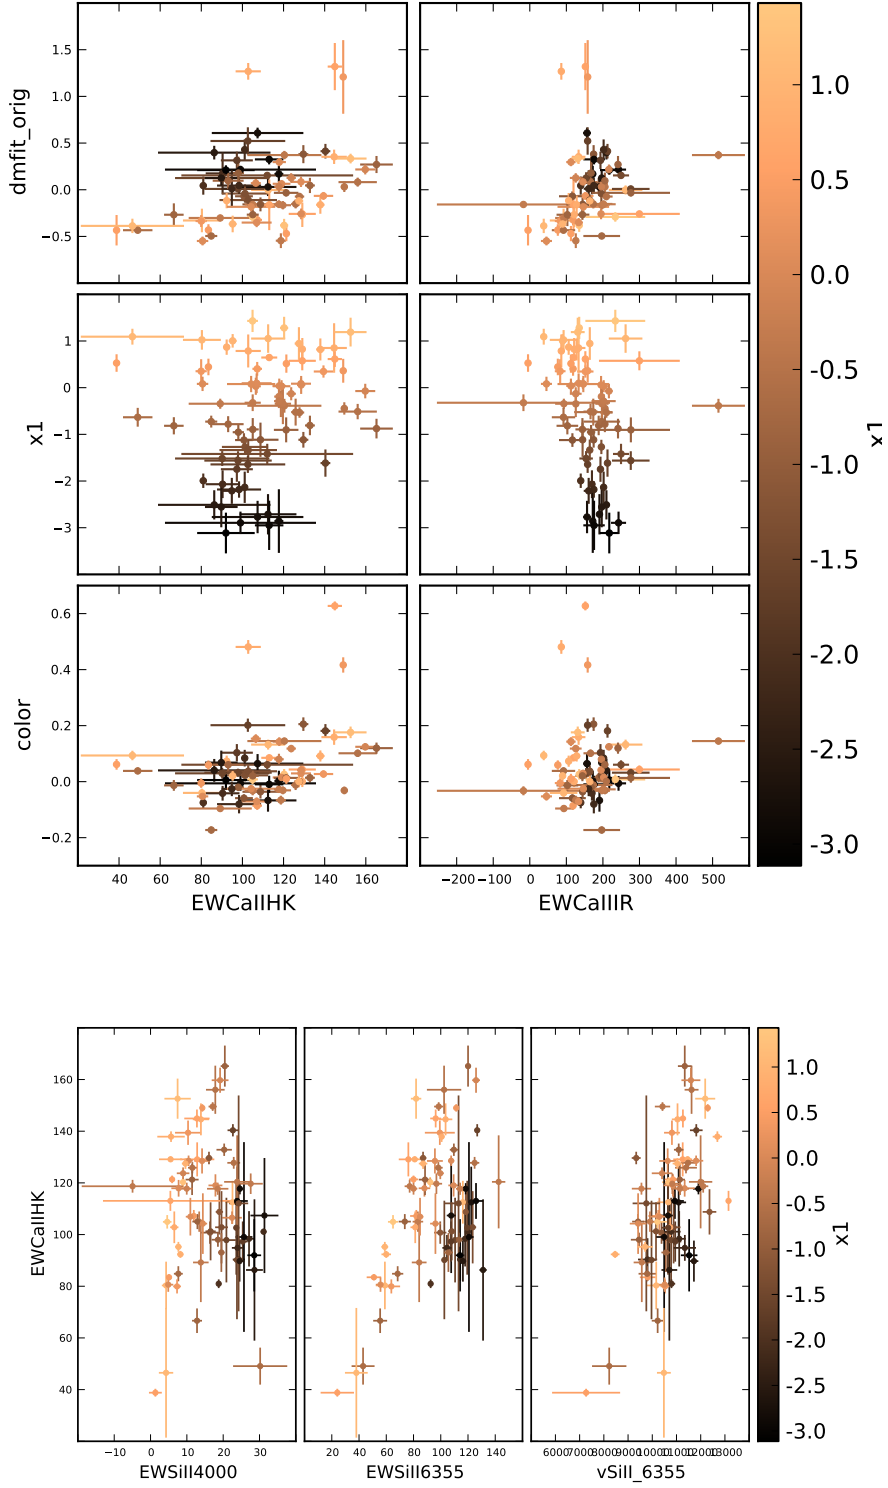 1.5
1.0
0.5
0.0
−0.5
dmfit_orig
1
0
−1
−2
−3
x1
0.6
0.4
0.2
0.0
−0.2
color
40 60 80 100 120 140 160
EWCaIIHK
−200 −100 0 100 200 300 400 500
EWCaIIIR
1.0
0.5
0.0
-0.5
-1.0
-1.5
-2.0
-2.5
-3.0
x1
160
140
120
100
80
60
40
EWCaIIHK
−10 0 10 20 30
EWSiII4000
20 40 60 80 100 120 140
EWSiII6355
6000 7000 8000 9000 10000 11000 12000 13000
vSiII_6355
1.0
0.5
0.0
-0.5
-1.0
-1.5
-2.0
-2.5
-3.0
x1